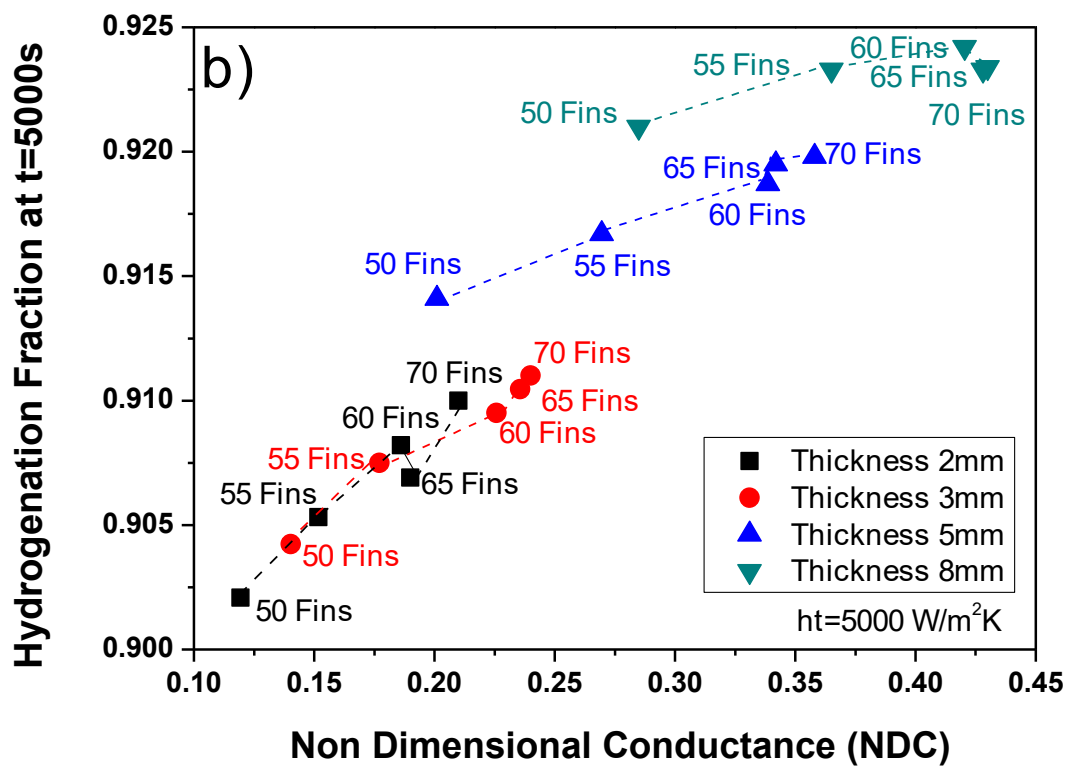 b)
Hydrogenation Fraction at t=5000s
0.925
0.920
0.915
0.910
0.905
0.900
60 Fins
55 Fins
65 Fins
50 Fins
70 Fins
65 Fins
70 Fins
60 Fins
50 Fins
55 Fins
70 Fins
70 Fins
60 Fins
65 Fins
60 Fins
55 Fins
65 Fins
55 Fins
50 Fins
50 Fins
Thickness 2mm
Thickness 3mm
Thickness 5mm
Thickness 8mm
ht=5000 W/m²K
0.10 0.15 0.20 0.25 0.30 0.35 0.40 0.45
Non Dimensional Conductance (NDC)